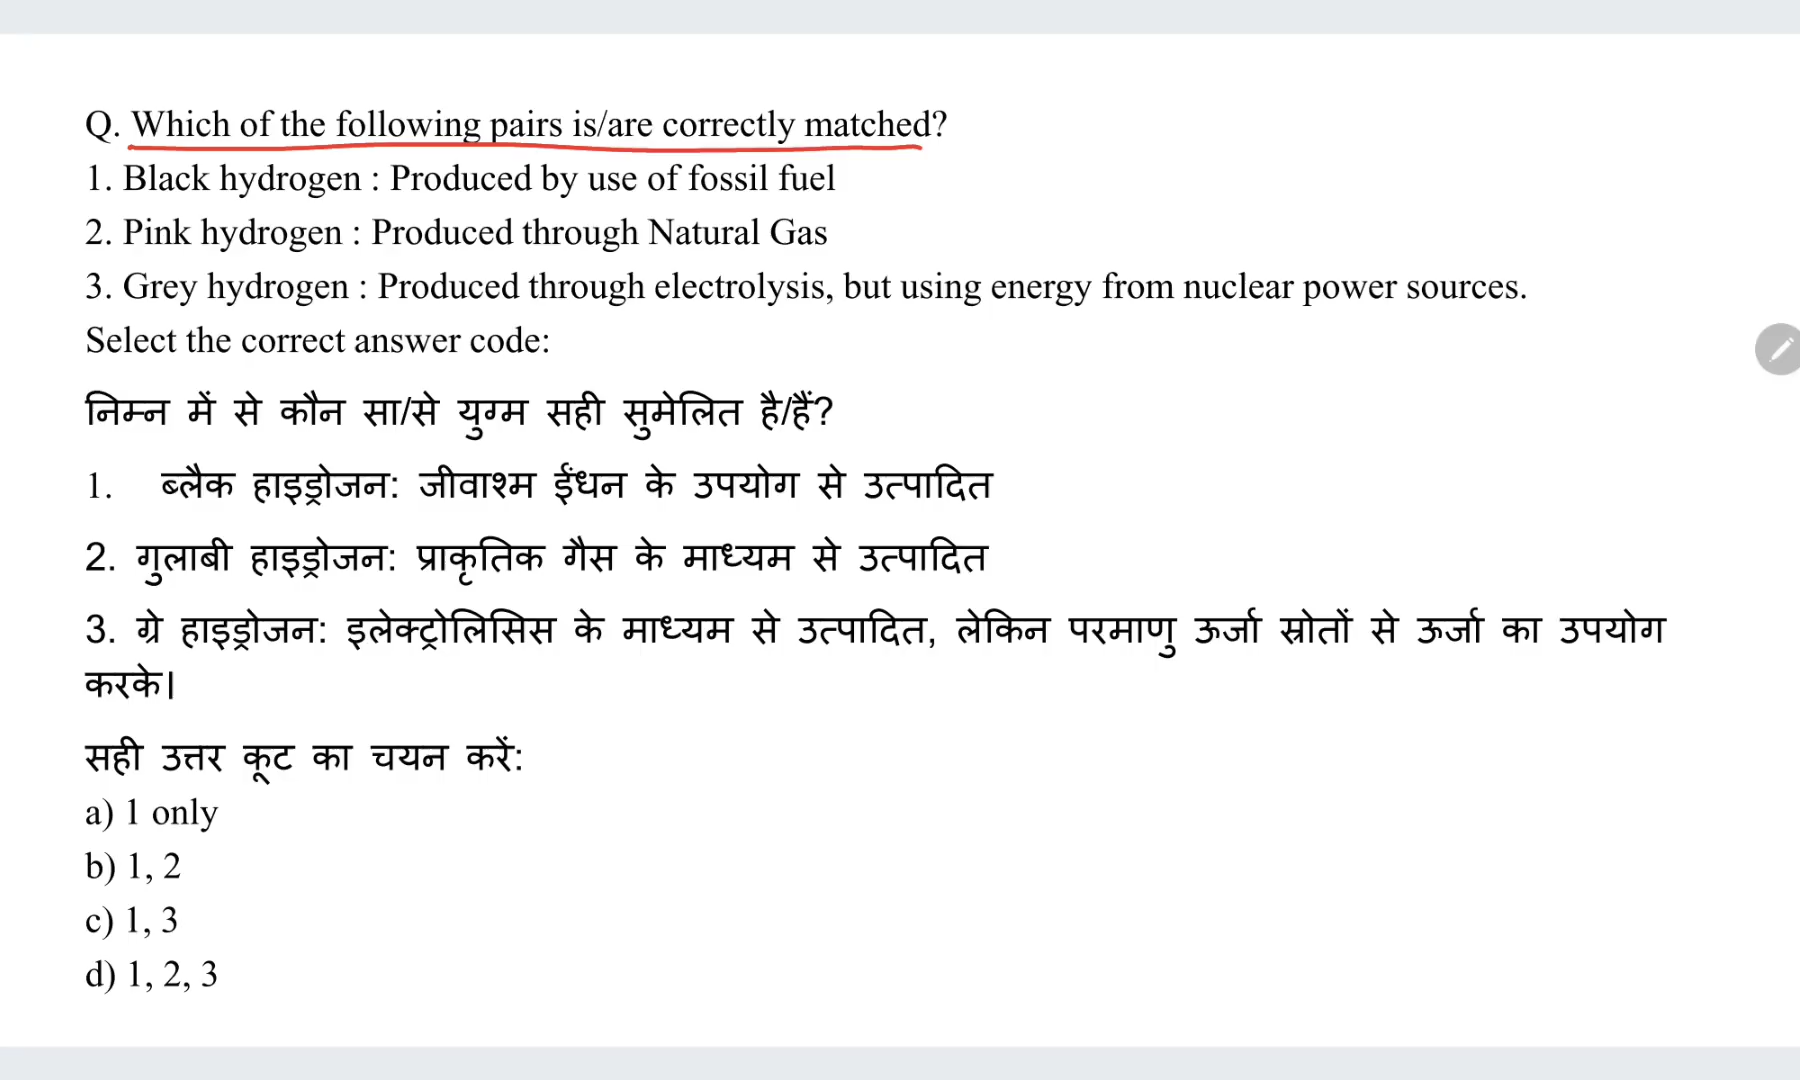 Q. Which of the following pairs is/are correctly matched?
1. Black hydrogen : Produced by use of fossil fuel
2. Pink hydrogen : Produced through Natural Gas
3. Grey hydrogen : Produced through electrolysis, but using energy from nuclear power sources.
Select the correct answer code:
निम्न में से कौन सा/से युग्म सही सुमेलित है/हैं?
1. ब्लैक हाइड्रोजन: जीवाश्म ईंधन के उपयोग से उत्पादित
2. गुलाबी हाइड्रोजन: प्राकृतिक गैस के माध्यम से उत्पादित
3. ग्रे हाइड्रोजन: इलेक्ट्रोलिसिस के माध्यम से उत्पादित, लेकिन परमाणु ऊर्जा स्रोतों से ऊर्जा का उपयोग
करके।
सही उत्तर कूट का चयन करें:
a) 1 only
b) 1, 2
c) 1, 3
d) 1, 2, 3